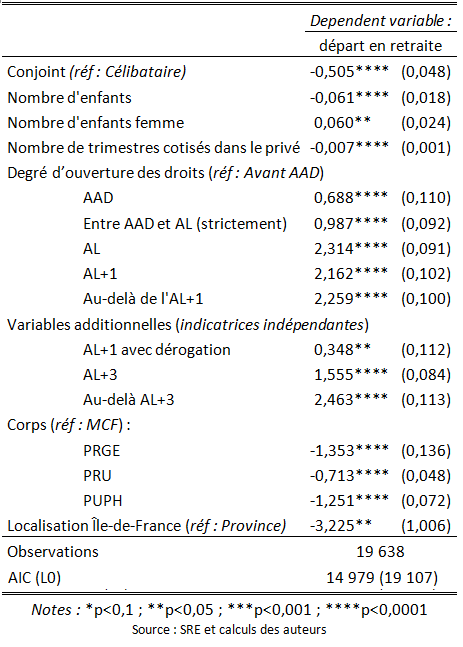 Dependent variable :
départ en retraite
Conjoint (réf : Célibataire) -0,505**** (0,048)
Nombre d'enfants -0,061**** (0,018)
Nombre d'enfants femme 0,060** (0,024)
Nombre de trimestres cotisés dans le privé -0,007**** (0,001)
Degré d’ouverture des droits (réf : Avant AAD)
AAD 0,688**** (0,110)
Entre AAD et AL (strictement) 0,987**** (0,092)
AL 2,314**** (0,091)
AL+1 2,162**** (0,102)
Au-delà de l'AL+1 2,259**** (0,100)
Variables additionnelles (indicatrices indépendantes)
AL+1 avec dérogation 0,348** (0,112)
AL+3 1,555**** (0,084)
Au-delà AL+3 2,463**** (0,113)
Corps (réf : MCF) :
PRGE -1,353**** (0,136)
PRU -0,713**** (0,048)
PUPH -1,251**** (0,072)
Localisation Île-de-France (réf : Province) -3,225** (1,006)
Observations 19 638
AIC (L0) 14 979 (19 107)
Notes : *p<0,1 ; **p<0,05 ; ***p<0,001 ; ****p<0,0001
Source : SRE et calculs des auteurs